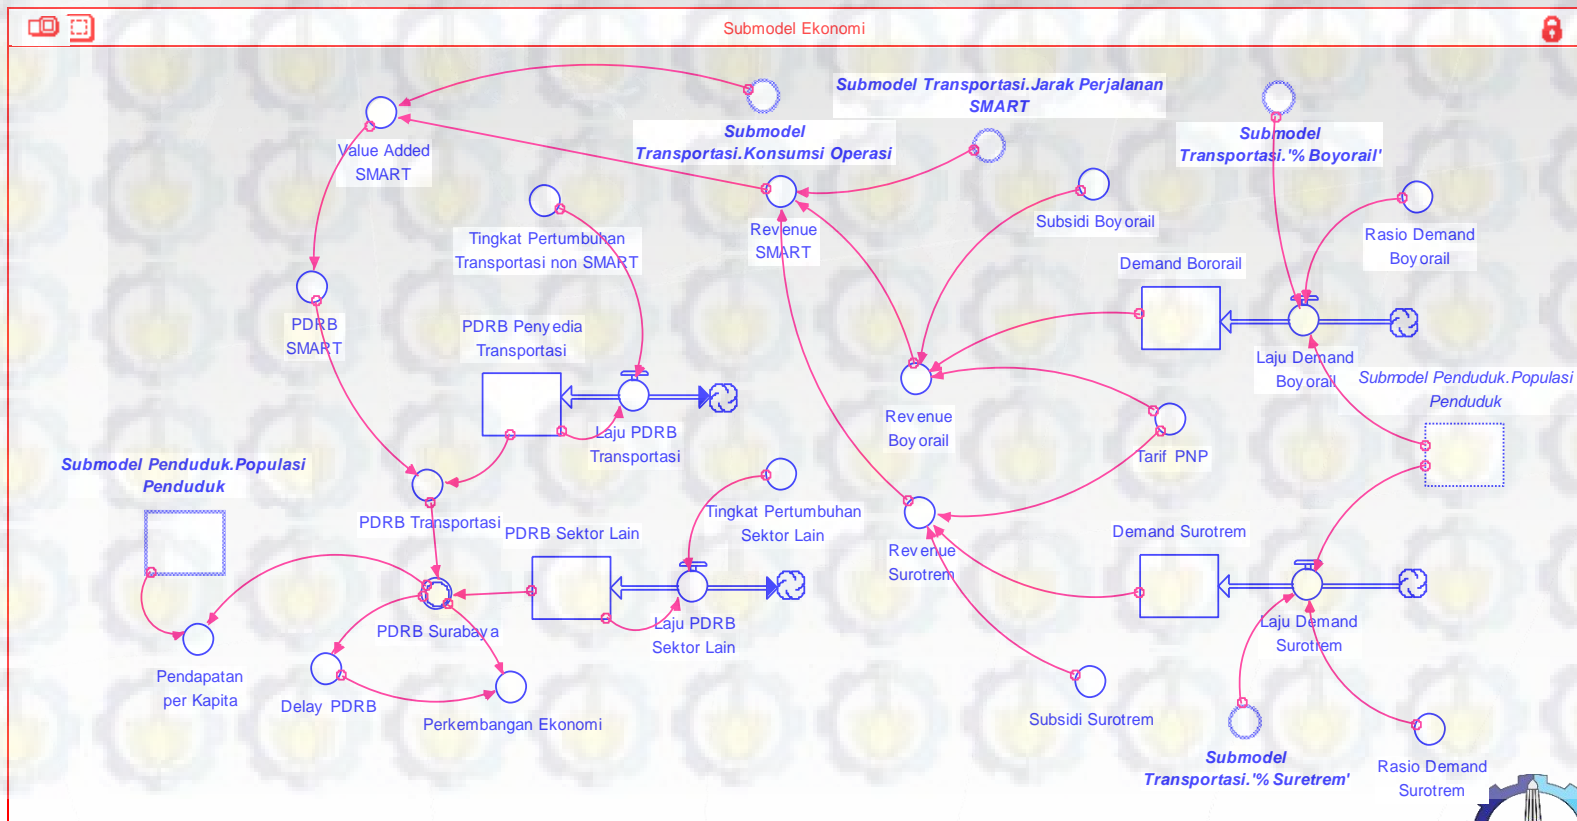 Submodel Ekonomi
Submodel Transportasi.Jarak Perjalanan
SMART
Submodel
Transportasi.Konsumsi Operasi
Submodel
Transportasi.'% Boyorail'
Value Added
SMART
Tingkat Pertumbuhan
Transportasi non SMART
Revenue
SMART
Subsidi Boyorail
Rasio Demand
Boyorail
Demand Bororail
PDRB
SMART
PDRB Penyedia
Transportasi
Laju Demand
Boyorail
Submodel Penduduk.Populasi
Penduduk
Revenue
Boyorail
Laju PDRB
Transportasi
Tarif PNP
Submodel Penduduk.Populasi
Penduduk
PDRB Transportasi
PDRB Sektor Lain
Tingkat Pertumbuhan
Sektor Lain
Revenue
Surotrem
Demand Surotrem
PDRB Surabaya
Laju PDRB
Sektor Lain
Laju Demand
Surotrem
Pendapatan
per Kapita
Delay PDRB
Perkembangan Ekonomi
Subsidi Surotrem
Submodel
Transportasi.'% Suretrem'
Rasio Demand
Surotrem